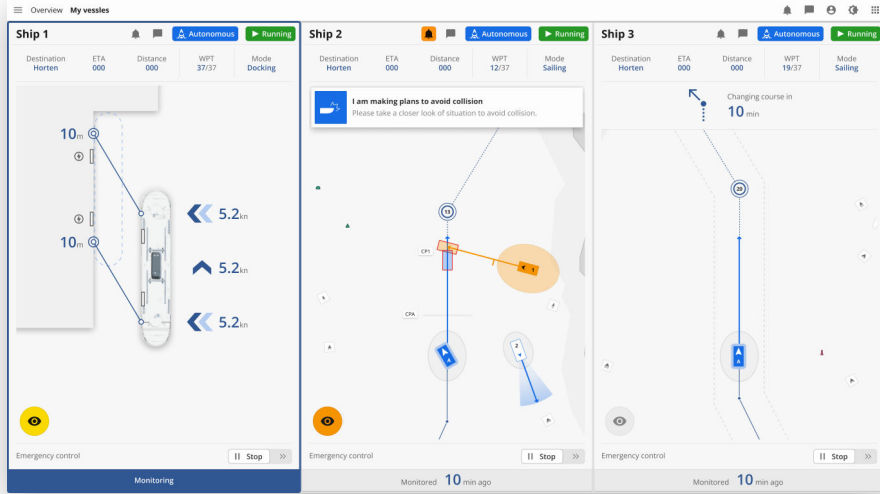 Overview My vessles
Ship 1
Autonomous
Running
Destination ETA Distance WPT Mode
Horten 000 000 37/37 Docking
10m
10m
5.2kn
5.2kn
5.2kn
Emergency control
Stop
Monitoring
Ship 2
Autonomous
Running
Destination ETA Distance WPT Mode
Horten 000 000 12/37 Sailing
I am making plans to avoid collision
Please take a closer look of situation to avoid collision.
13
CP1
1
CPA
A
2
Emergency control
Stop
Monitored 10 min ago
Ship 3
Autonomous
Running
Destination ETA Distance WPT Mode
Horten 000 000 19/37 Sailing
Changing course in
10 min
20
A
Emergency control
Stop
Monitored 10 min ago